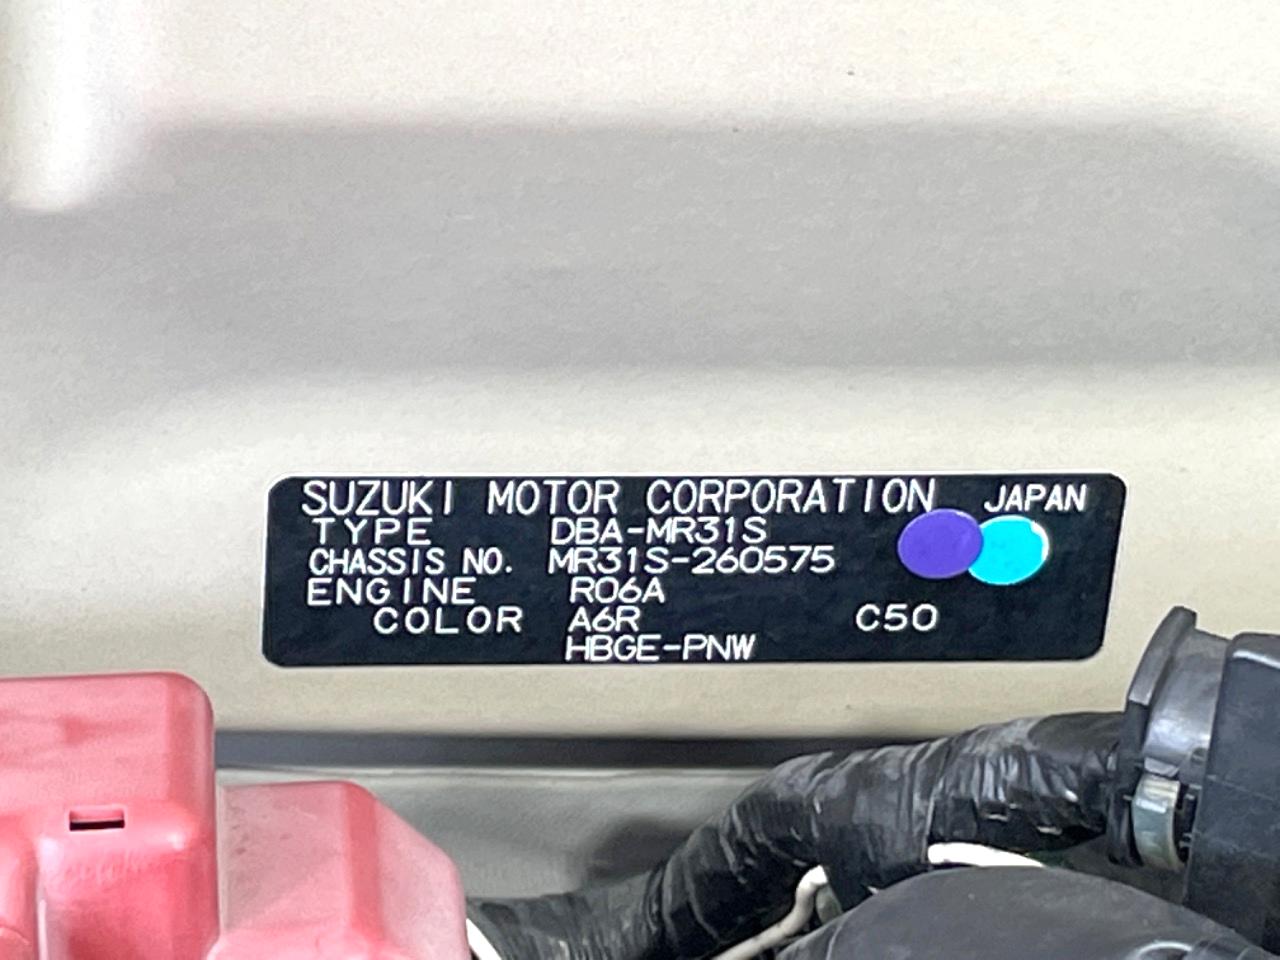 SUZUKI MOTOR CORPORATION JAPAN
TYPE DBA-MR31S
CHASSIS NO. MR31S-260575
ENGINE R06A
COLOR A6R C50
HBGE-PNW